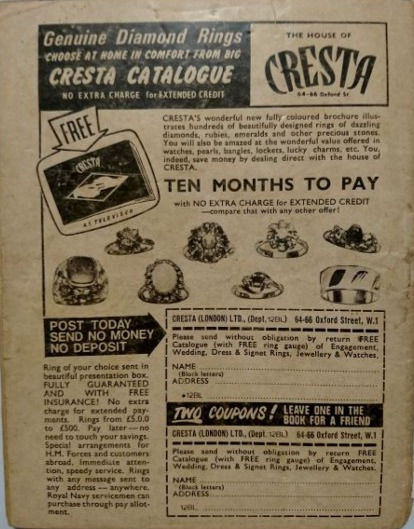 Genuine Diamond Rings
CHOOSE AT HOME IN COMFORT FROM BIG
CRESTA CATALOGUE
NO EXTRA CHARGE for EXTENDED CREDIT
THE HOUSE OF
CRESTA
64-66 Oxford St
FREE
CRESTA
AS TELEVISED
CRESTA'S wonderful new fully coloured brochure illus-
trates hundreds of beautifully designed rings of dazzling
diamonds, rubies, emeralds and other precious stones.
You will also be amazed at the wonderful value offered in
watches, pearls, bangles, lockets, lucky charms, etc. You,
indeed, save money by dealing direct with the house of
CRESTA.
TEN MONTHS TO PAY
with NO EXTRA CHARGE for EXTENDED CREDIT
—compare that with any other offer!
POST TODAY
SEND NO MONEY
NO DEPOSIT
Ring of your choice sent in
beautiful presentation box.
FULLY GUARANTEED
AND WITH FREE
INSURANCE! No extra
charge for extended pay-
ments. Rings from £5.0.0
to £500. Pay later—no
need to touch your savings.
Special arrangements for
H.M. Forces and customers
abroad. Immediate atten-
tion, speedy service. Rings
with any message sent to
any address — anywhere.
Royal Navy servicemen can
purchase through pay allot-
ment.
CRESTA (LONDON) LTD., (Dept. 12BL) 64-66 Oxford Street, W.1
Please send without obligation by return FREE
Catalogue (with FREE ring gauge) of Engagement,
Wedding, Dress & Signet Rings, Jewellery & Watches.
NAME
(Block letters)
ADDRESS
12BL
TWO COUPONS! LEAVE ONE IN THE BOOK FOR A FRIEND
CRESTA (LONDON) LTD., (Dept. 12BL) 64-66 Oxford Street, W.1
Please send without obligation by return FREE
Catalogue (with FREE ring gauge) of Engagement,
Wedding, Dress & Signet Rings, Jewellery & Watches.
NAME
(Block letters)
ADDRESS
12BL